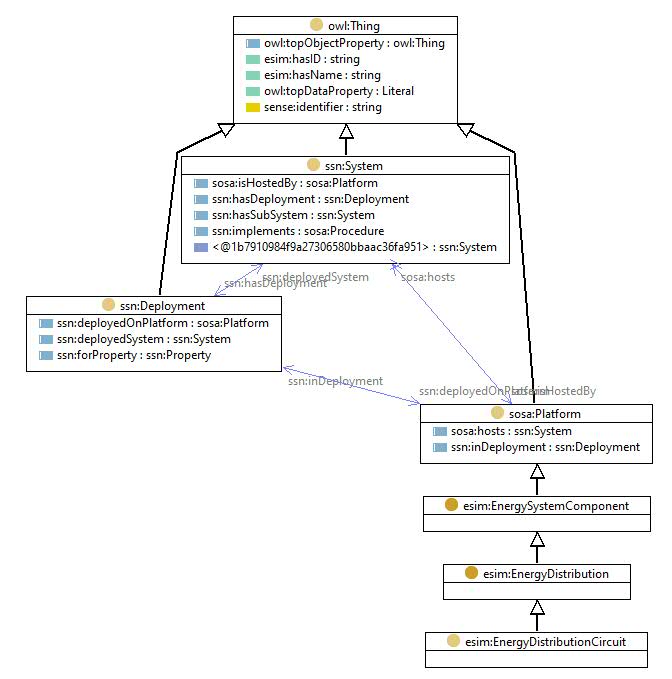 owl:Thing
owl:topObjectProperty : owl:Thing
esim:hasID : string
esim:hasName : string
owl:topDataProperty : Literal
sense:identifier : string
ssn:System
sosa:isHostedBy : sosa:Platform
ssn:hasDeployment : ssn:Deployment
ssn:hasSubSystem : ssn:System
ssn:implements : sosa:Procedure
<@1b7910984f9a27306580bbaac36fa951> : ssn:System
ssn:deployedSystem
sosa:hosts
ssn:hasDeployment
ssn:Deployment
ssn:deployedOnPlatform : sosa:Platform
ssn:deployedSystem : ssn:System
ssn:forProperty : ssn:Property
ssn:inDeployment
ssn:deployedOnPlatform
sosa:isHostedBy
sosa:Platform
sosa:hosts : ssn:System
ssn:inDeployment : ssn:Deployment
esim:EnergySystemComponent
esim:EnergyDistribution
esim:EnergyDistributionCircuit